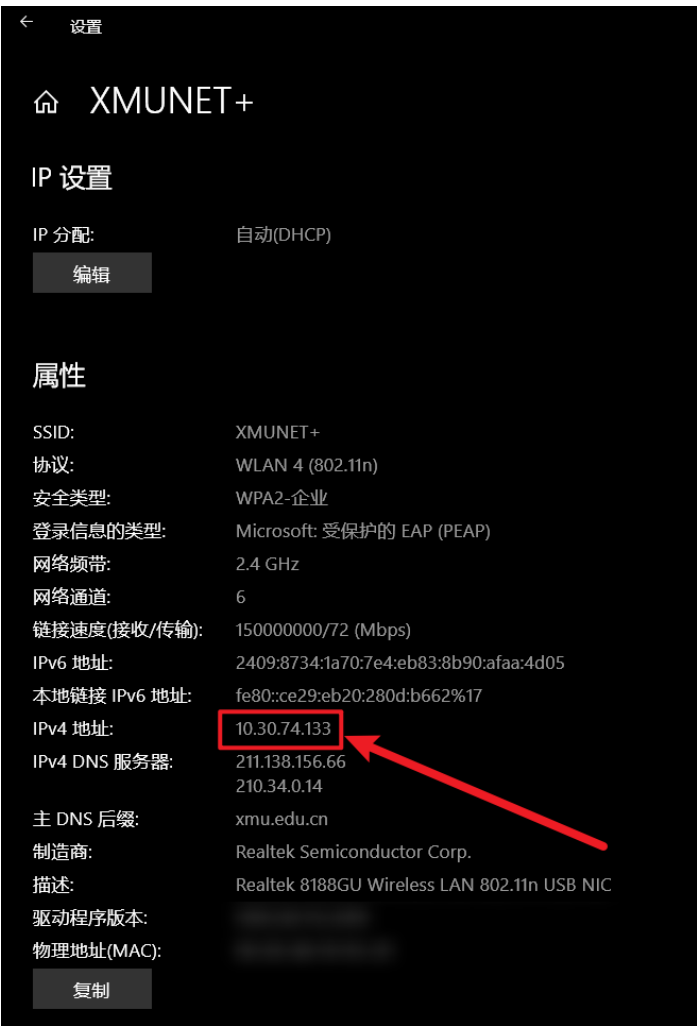 设置
XMUNET+
IP 设置
IP 分配: 自动(DHCP)
编辑
属性
SSID: XMUNET+
协议: WLAN 4 (802.11n)
安全类型: WPA2-企业
登录信息的类型: Microsoft: 受保护的 EAP (PEAP)
网络频带: 2.4 GHz
网络通道: 6
链接速度(接收/传输): 150000000/72 (Mbps)
IPv6 地址: 2409:8734:1a70:7e4:eb83:8b90:afaa:4d05
本地链接 IPv6 地址: fe80::ce29:eb20:280d:b662%17
IPv4 地址: 10.30.74.133
IPv4 DNS 服务器: 211.138.156.66
210.34.0.14
主 DNS 后缀: xmu.edu.cn
制造商: Realtek Semiconductor Corp.
描述: Realtek 8188GU Wireless LAN 802.11n USB NIC
驱动程序版本:
物理地址(MAC):
复制